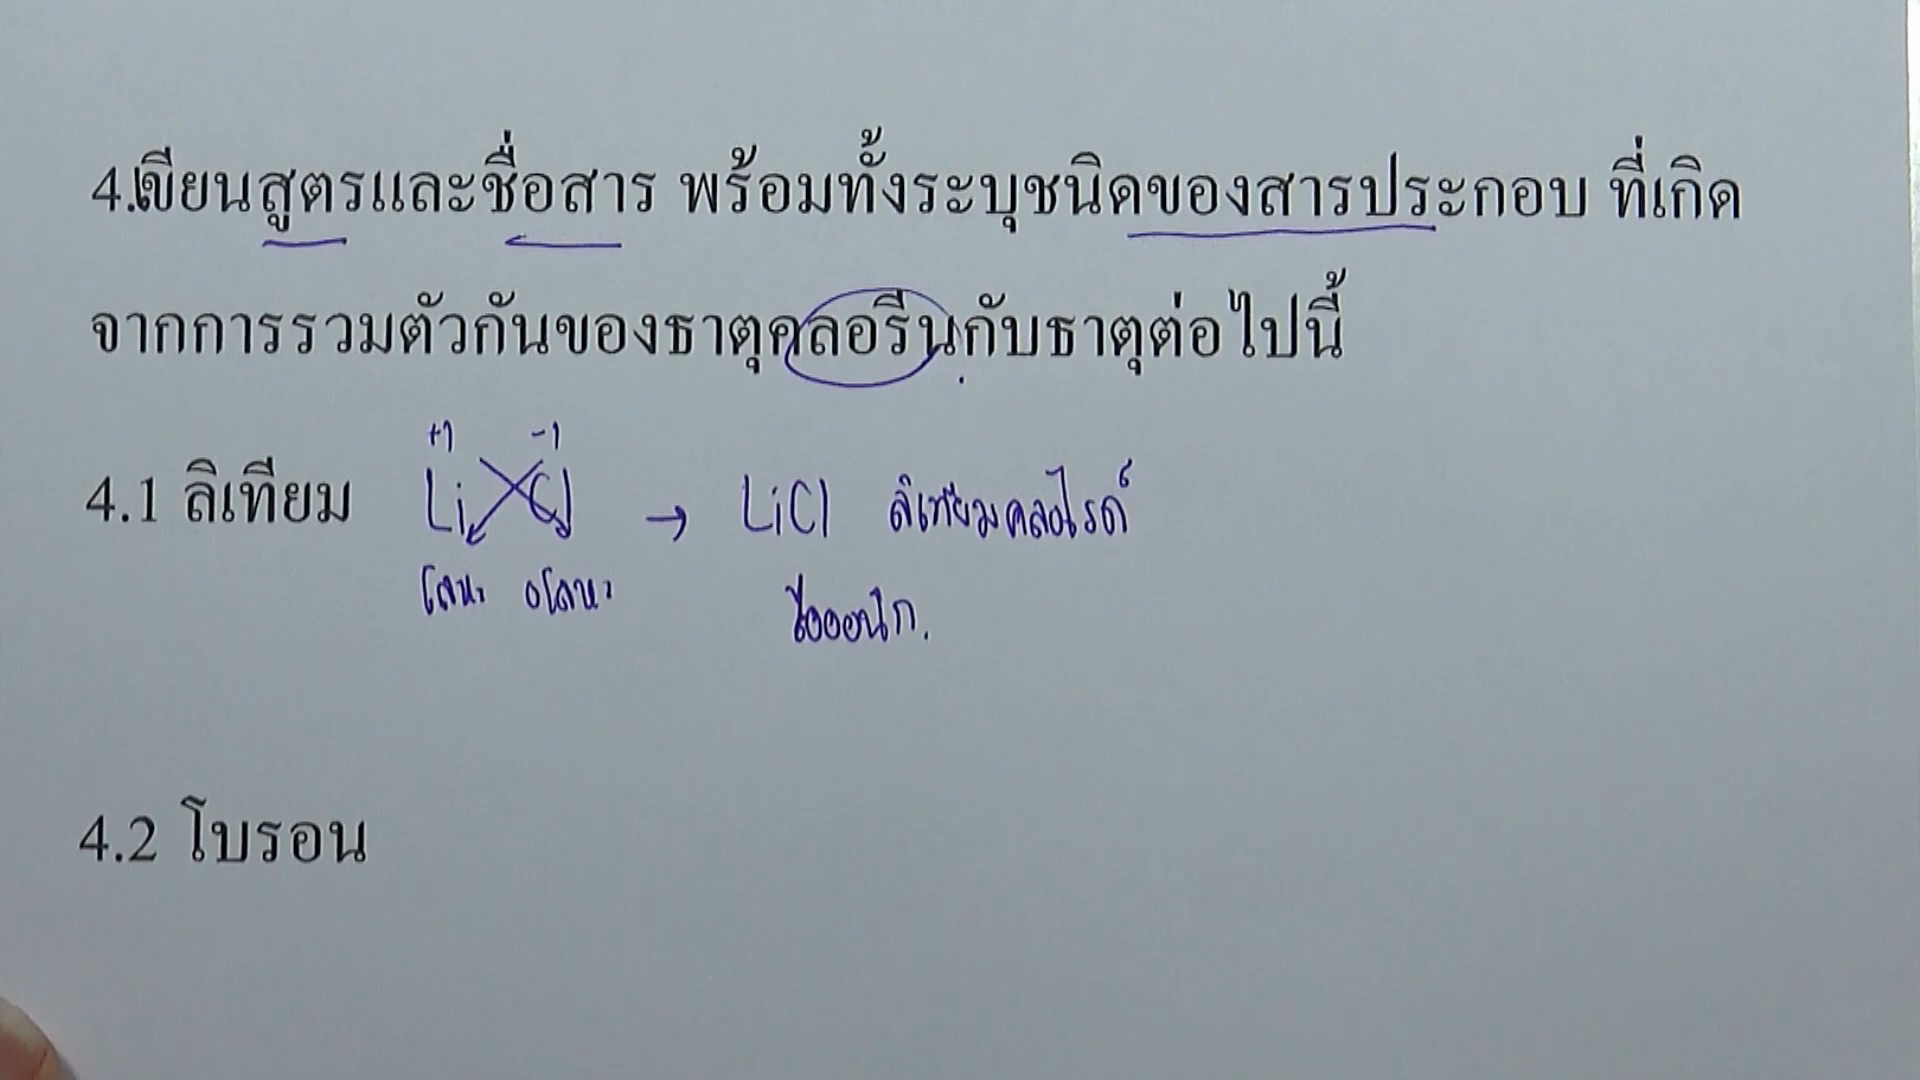 4.เขียนสูตรและชื่อสาร พร้อมทั้งระบุชนิดของสารประกอบ ที่เกิด
จากการรวมตัวกันของธาตุคลอรีนกับธาตุต่อไปนี้
+1 -1
4.1 ลิเทียม Li Cl → LiCl ลิเทียมคลอไรด์
โลหะ อโลหะ ไอออนิก.
4.2 โบรอน